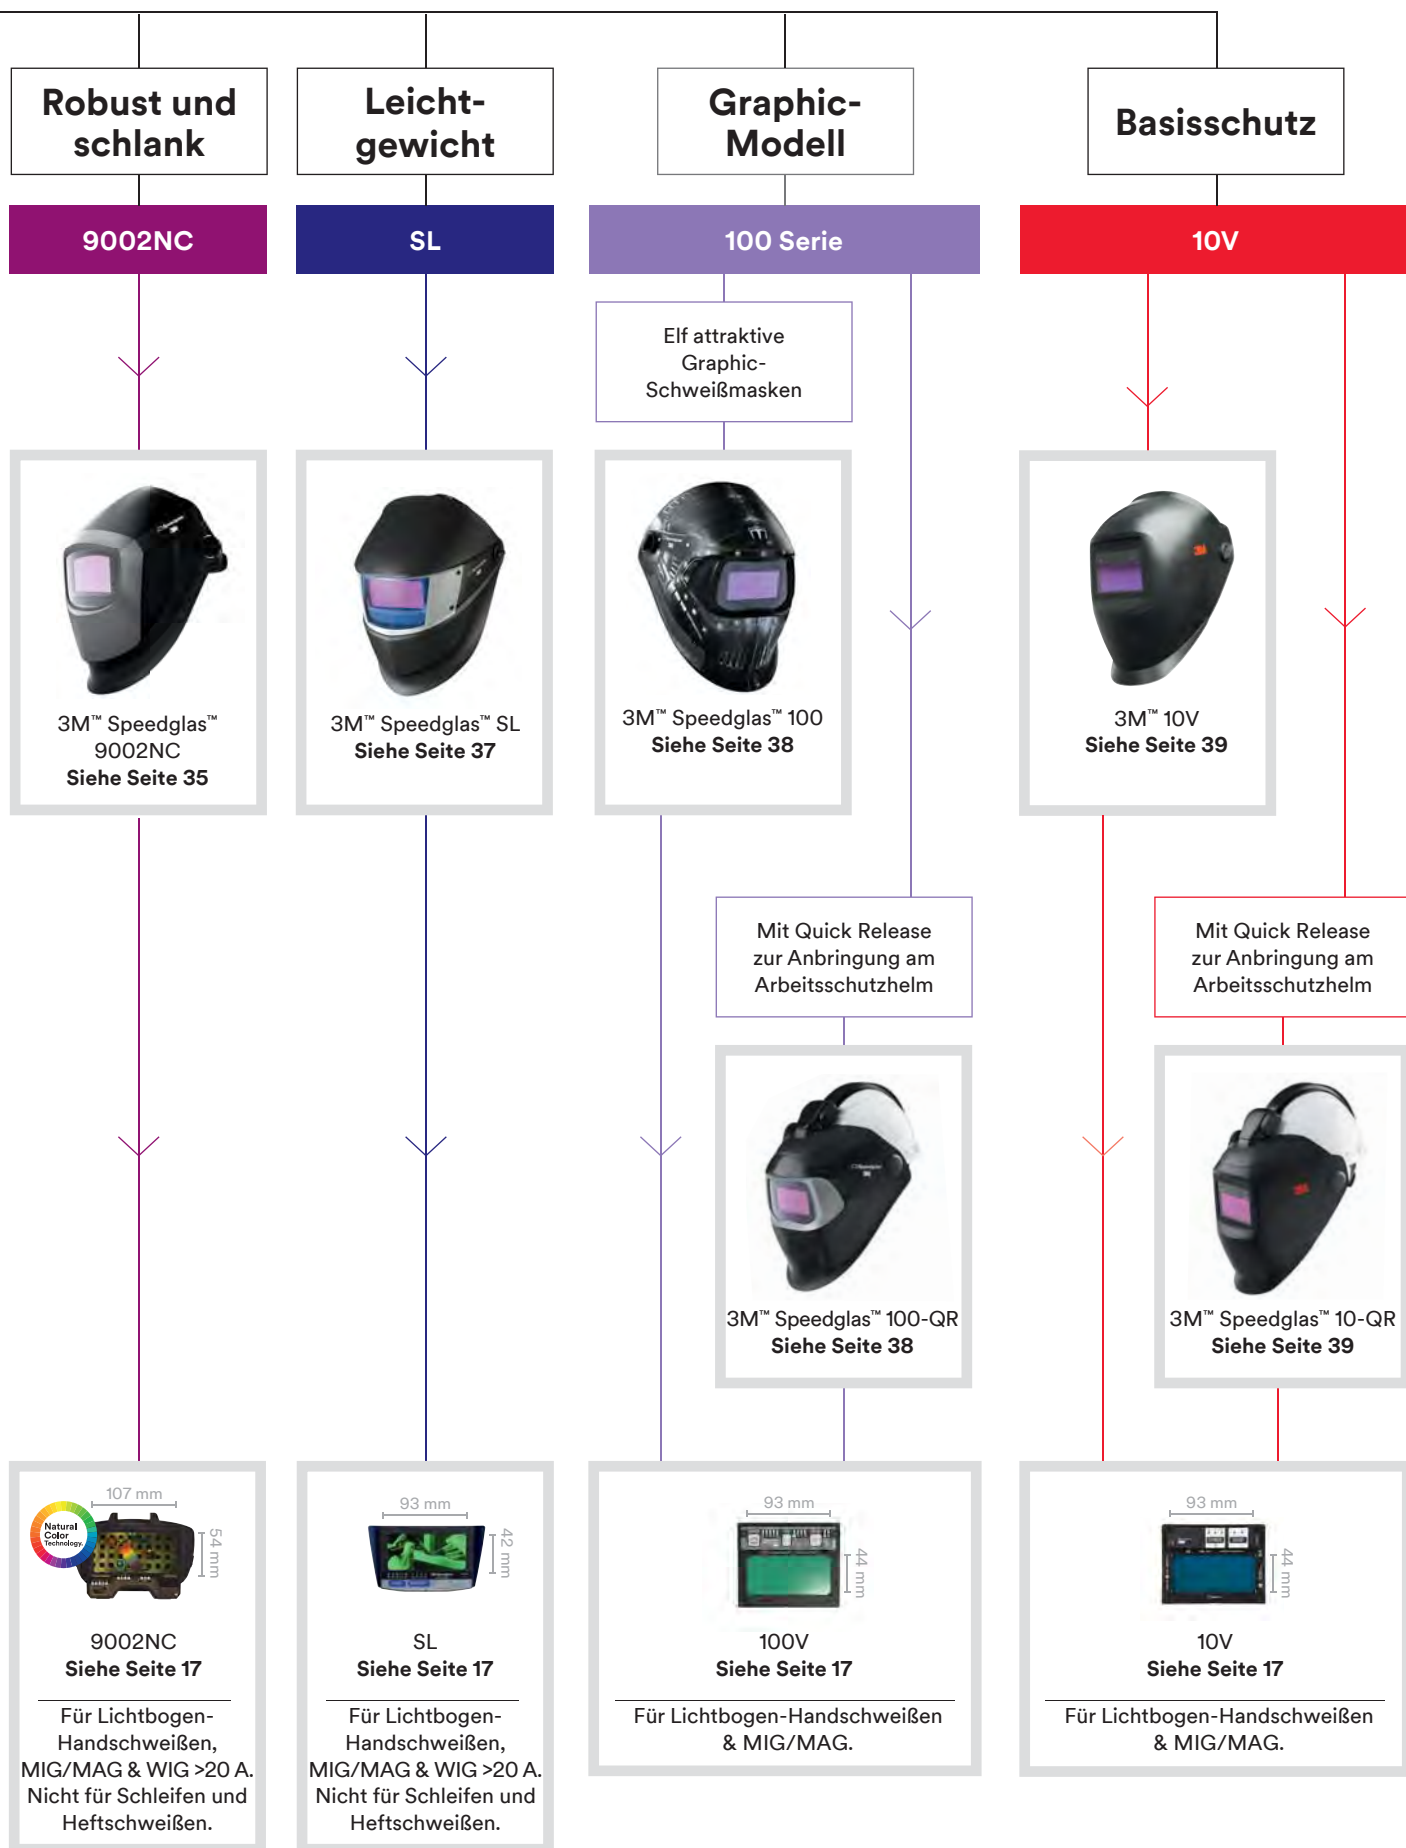 Robust und
schlank
9002NC
3M™ Speedglas™
9002NC
Siehe Seite 35
107 mm
54 mm
Natural
Color
Technology.
9002NC
Siehe Seite 17
Für Lichtbogen-
Handschweißen,
MIG/MAG & WIG >20 A.
Nicht für Schleifen und
Heftschweißen.
Leicht-
gewicht
SL
3M™ Speedglas™ SL
Siehe Seite 37
93 mm
42 mm
SL
Siehe Seite 17
Für Lichtbogen-
Handschweißen,
MIG/MAG & WIG >20 A.
Nicht für Schleifen und
Heftschweißen.
Graphic-
Modell
100 Serie
Elf attraktive
Graphic-
Schweißmasken
3M™ Speedglas™ 100
Siehe Seite 38
Mit Quick Release
zur Anbringung am
Arbeitsschutzhelm
3M™ Speedglas™ 100-QR
Siehe Seite 38
93 mm
44 mm
100V
Siehe Seite 17
Für Lichtbogen-Handschweißen
& MIG/MAG.
Basisschutz
10V
3M
3M™ 10V
Siehe Seite 39
Mit Quick Release
zur Anbringung am
Arbeitsschutzhelm
3M
3M™ Speedglas™ 10-QR
Siehe Seite 39
93 mm
44 mm
10V
Siehe Seite 17
Für Lichtbogen-Handschweißen
& MIG/MAG.